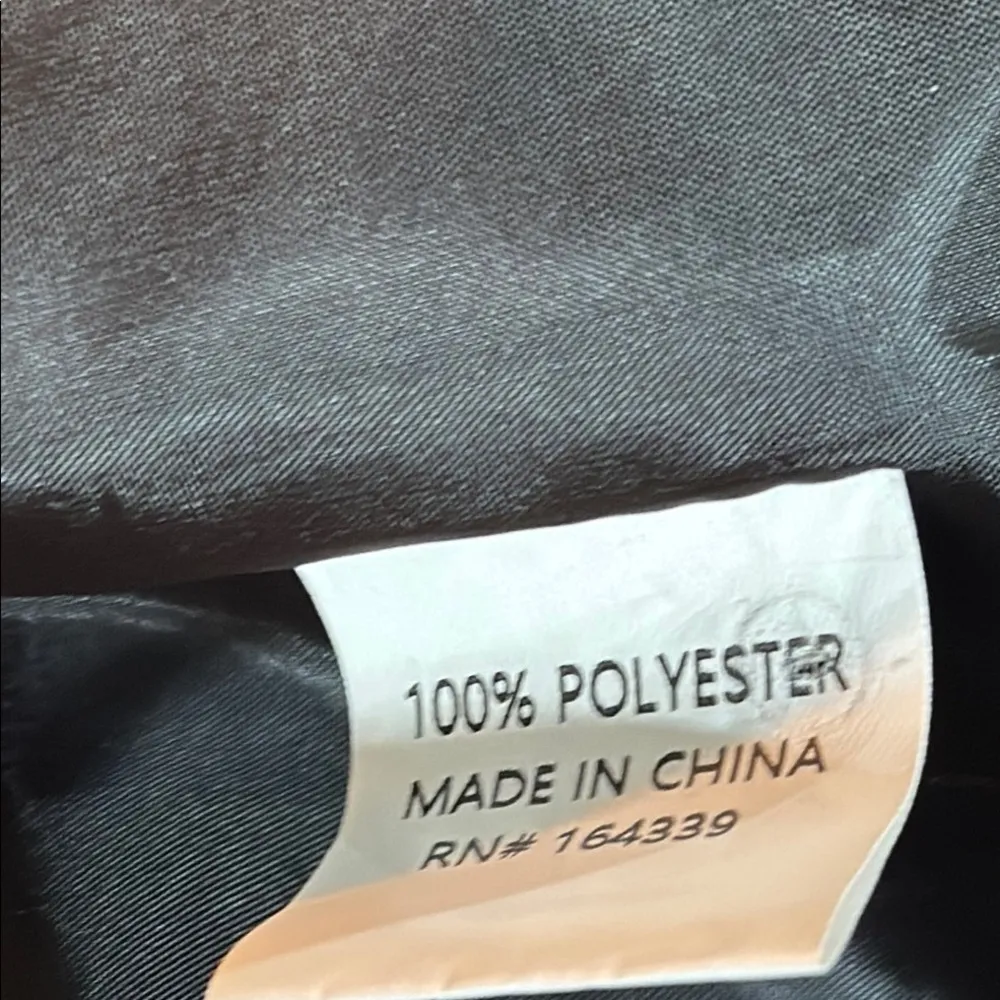 100% POLYESTER
MADE IN CHINA
RN# 164339